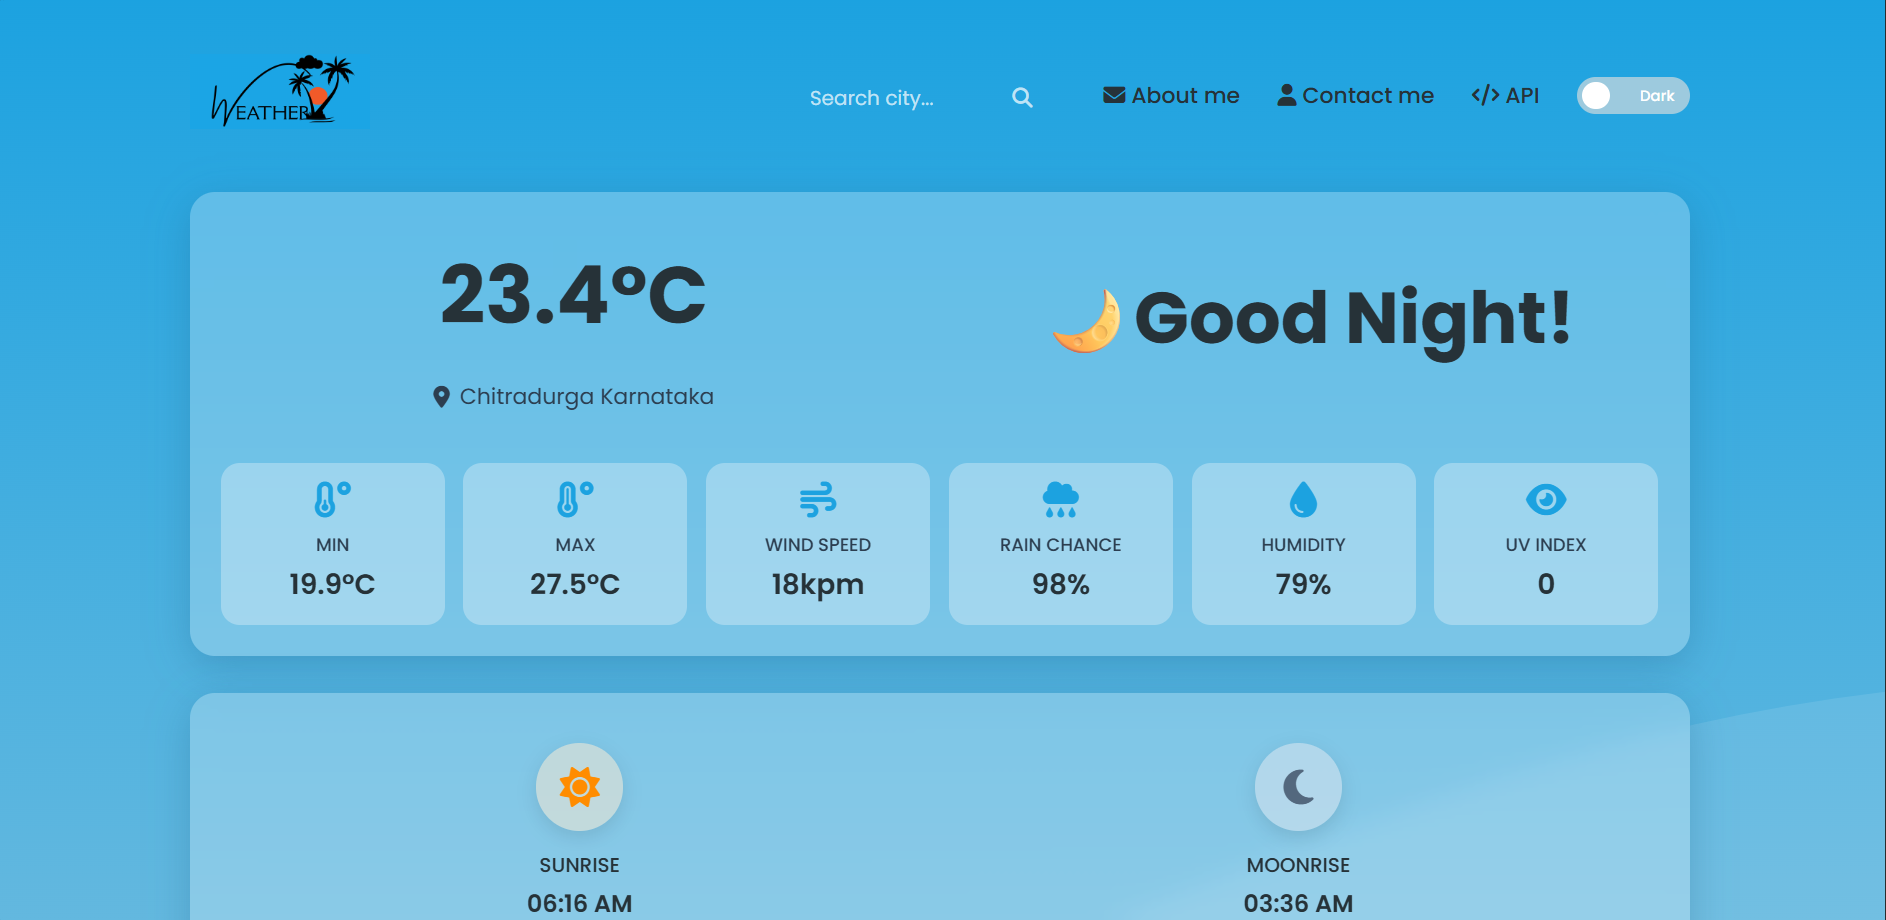 WEATHER
Search city...
About me
Contact me
</> API
Dark
23.4°C
Good Night!
Chitradurga Karnataka
MIN
19.9°C
MAX
27.5°C
WIND SPEED
18kpm
RAIN CHANCE
98%
HUMIDITY
79%
UV INDEX
0
SUNRISE
06:16 AM
MOONRISE
03:36 AM